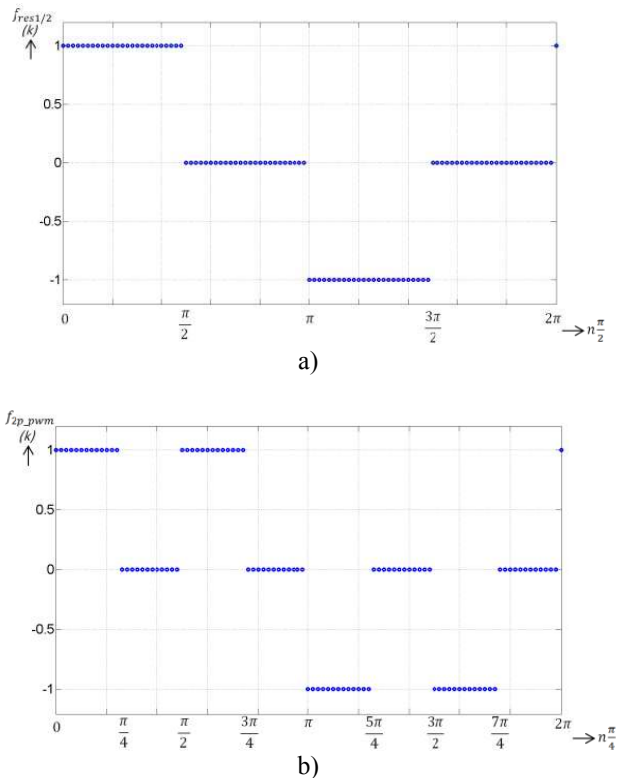 f_res1/2
(k)
1
0.5
0
-0.5
-1
0
π/2
π
3π/2
2π
n π/2
a)
f_2p_pwm
(k)
1
0.5
0
-0.5
-1
0
π/4
π/2
3π/4
π
5π/4
3π/2
7π/4
2π
n π/4
b)